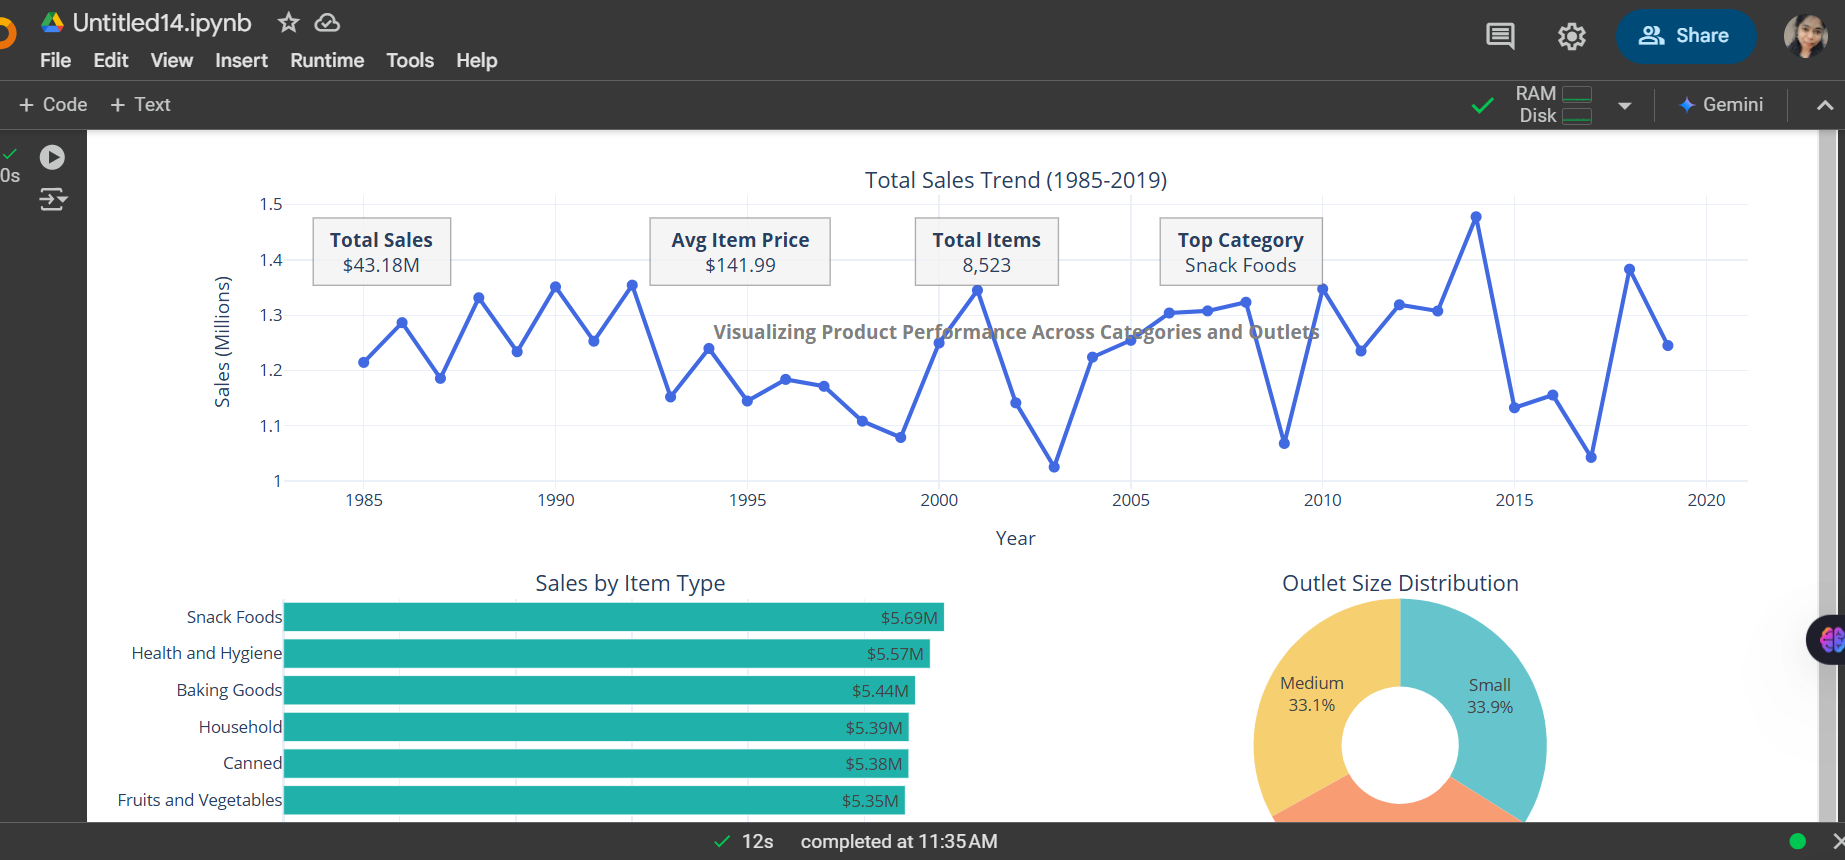 Untitled14.ipynb
File Edit View Insert Runtime Tools Help
Share
+ Code + Text
RAM
Disk
Gemini
0s
Total Sales Trend (1985-2019)
1.5
1.4
1.3
1.2
1.1
1
Sales (Millions)
Total Sales
$43.18M
Avg Item Price
$141.99
Total Items
8,523
Top Category
Snack Foods
Visualizing Product Performance Across Categories and Outlets
1985 1990 1995 2000 2005 2010 2015 2020
Year
Sales by Item Type
Snack Foods $5.69M
Health and Hygiene $5.57M
Baking Goods $5.44M
Household $5.39M
Canned $5.38M
Fruits and Vegetables $5.35M
Outlet Size Distribution
Medium
33.1%
Small
33.9%
12s completed at 11:35 AM